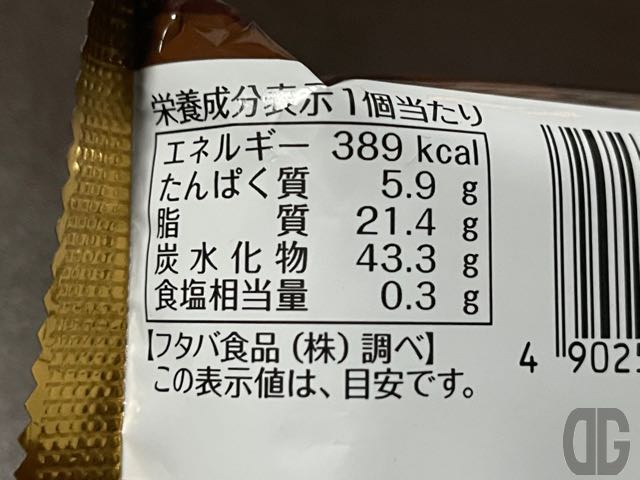 栄養成分表示1個当たり
エネルギー 389 kcal
たんぱく質 5.9 g
脂質 21.4 g
炭水化物 43.3 g
食塩相当量 0.3 g
【フタバ食品(株)調べ】
この表示値は、目安です。
4 9025
DG